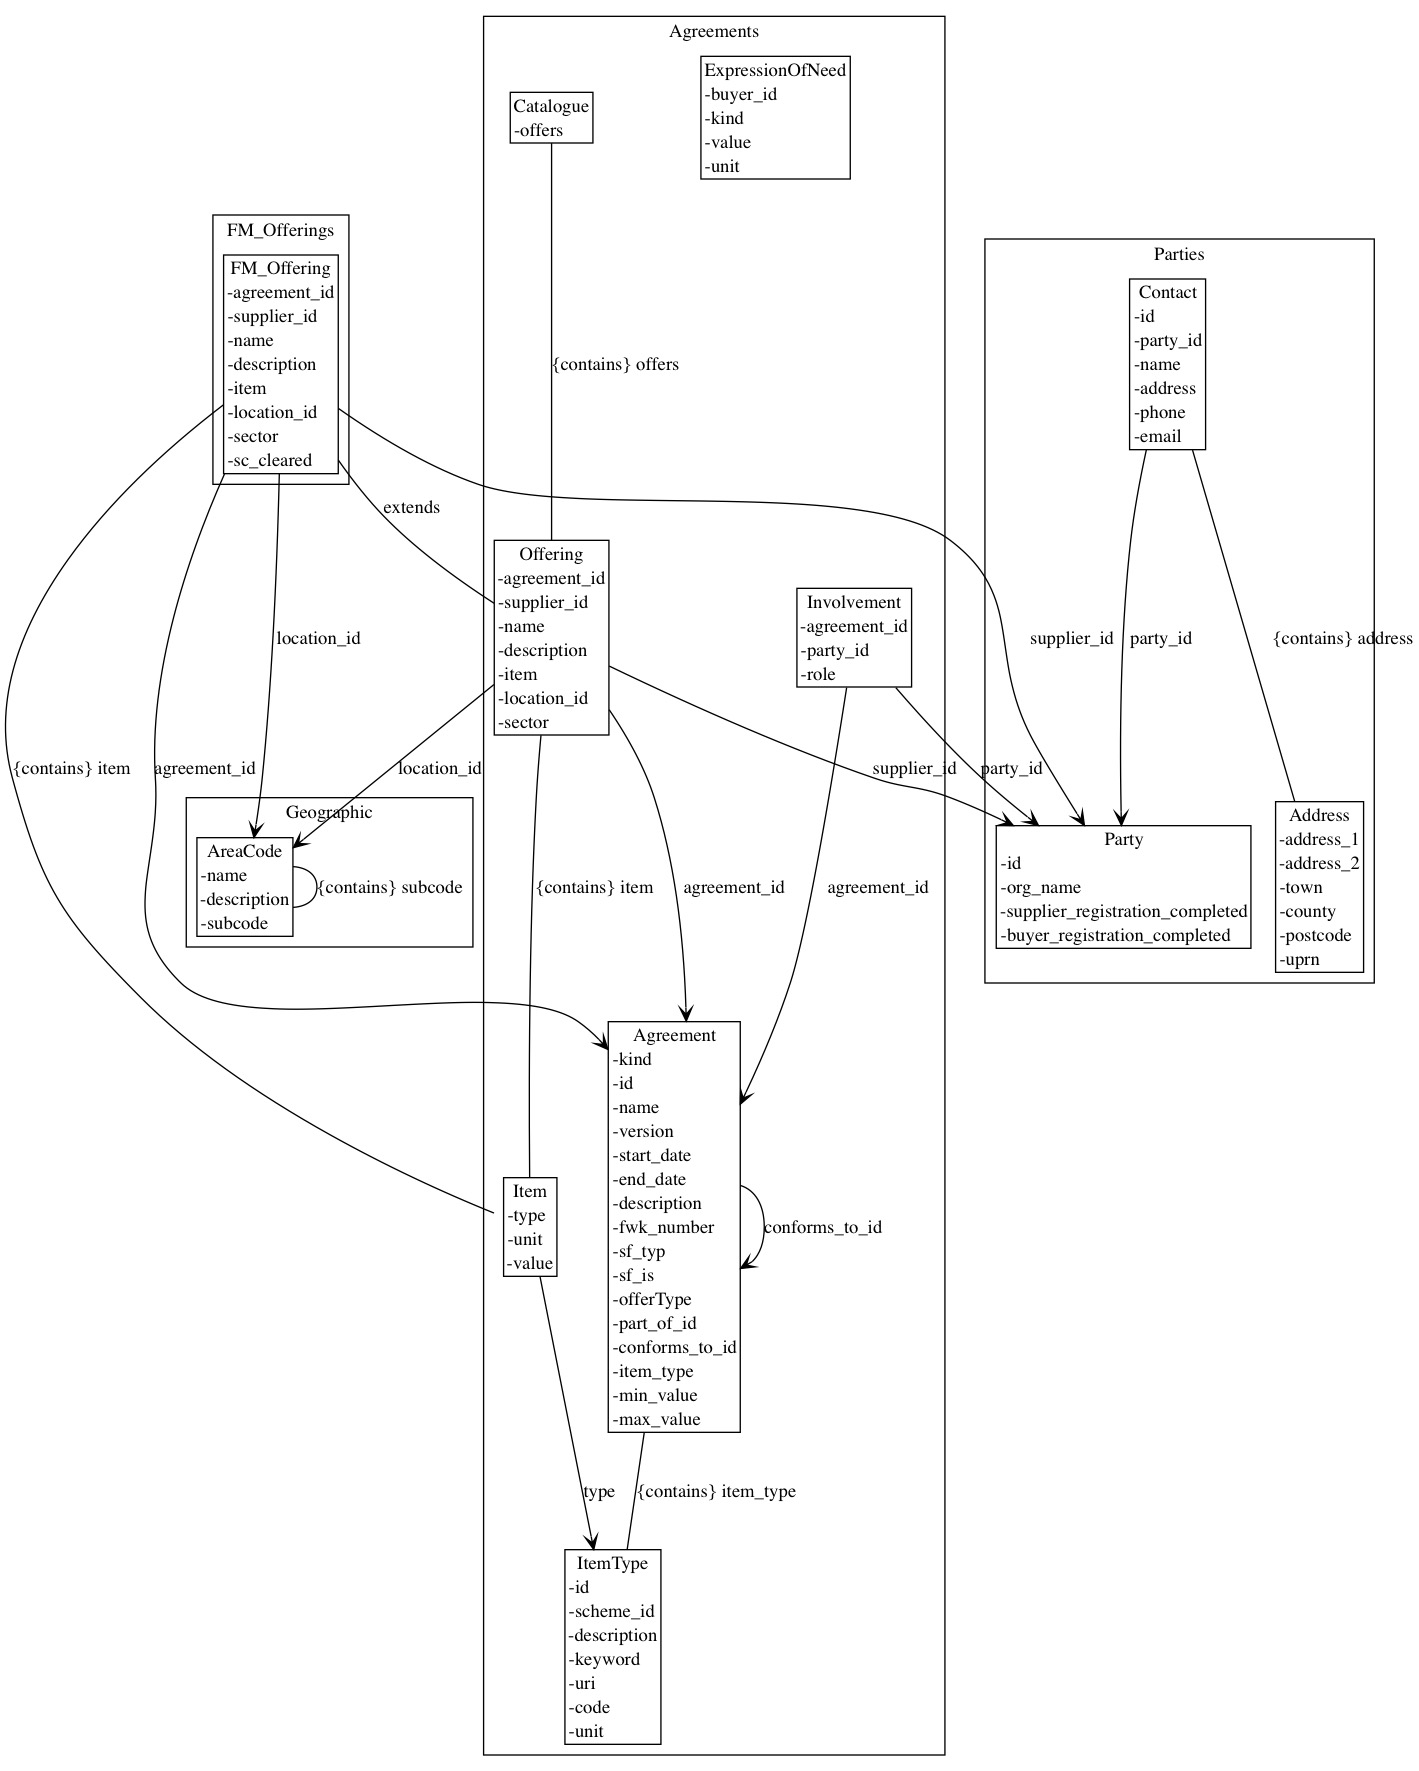 Agreements
ExpressionOfNeed
-buyer_id
-kind
-value
-unit
Catalogue
-offers
{contains} offers
FM_Offerings
FM_Offering
-agreement_id
-supplier_id
-name
-description
-item
-location_id
-sector
-sc_cleared
extends
Parties
Contact
-id
-party_id
-name
-address
-phone
-email
Offering
-agreement_id
-supplier_id
-name
-description
-item
-location_id
-sector
Involvement
-agreement_id
-party_id
-role
location_id
supplier_id
party_id
{contains} address
{contains} item
agreement_id
location_id
supplier_id
party_id
Geographic
AreaCode
-name
-description
-subcode
{contains} subcode
{contains} item
agreement_id
agreement_id
Party
-id
-org_name
-supplier_registration_completed
-buyer_registration_completed
Address
-address_1
-address_2
-town
-county
-postcode
-uprn
Agreement
-kind
-id
-name
-version
-start_date
-end_date
-description
-fwk_number
-sf_typ
-sf_is
-offerType
-part_of_id
-conforms_to_id
-item_type
-min_value
-max_value
conforms_to_id
Item
-type
-unit
-value
type
{contains} item_type
ItemType
-id
-scheme_id
-description
-keyword
-uri
-code
-unit